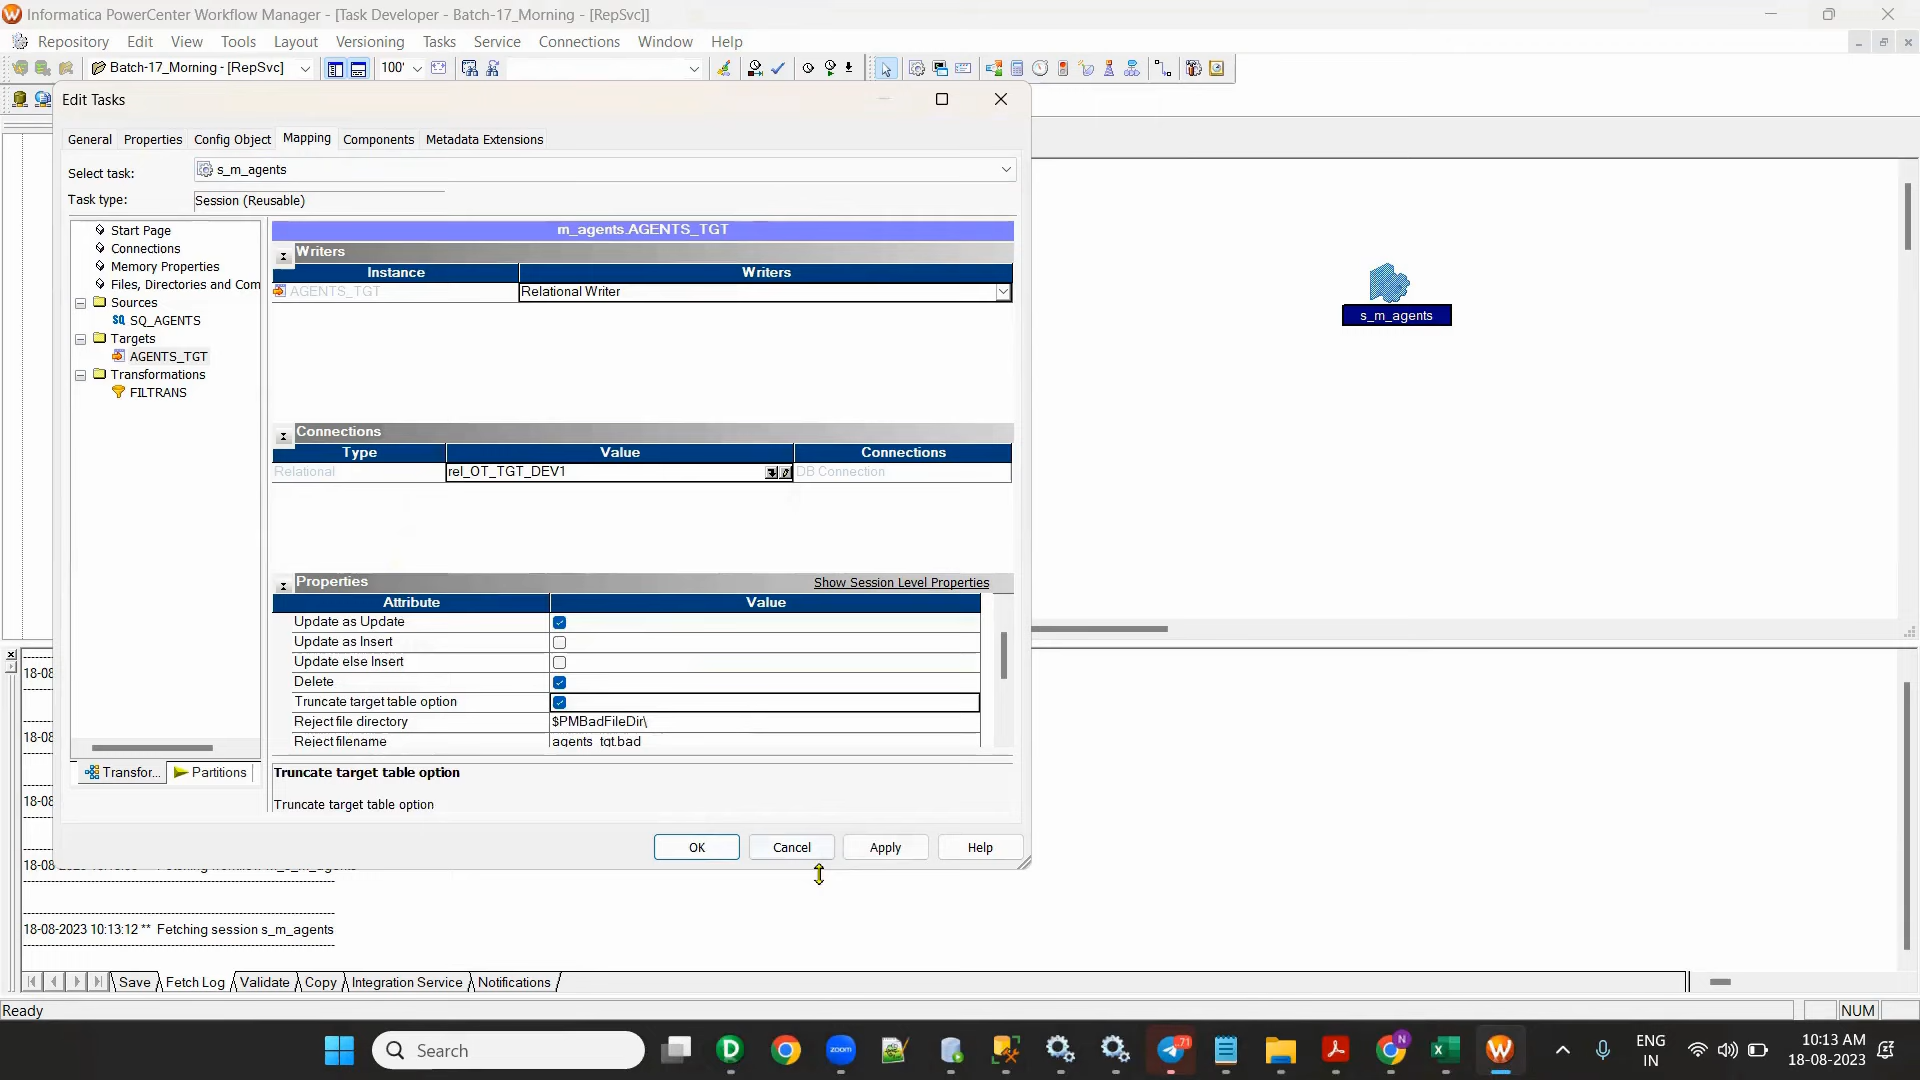 Informatica PowerCenter Workflow Manager - [Task Developer - Batch-17_Morning - [RepSvc]]
Repository Edit View Tools Layout Versioning Tasks Service Connections Window Help
Batch-17_Morning - [RepSvc] 100'
Edit Tasks
General Properties Config Object Mapping Components Metadata Extensions
Select task: s_m_agents
Task type: Session (Reusable)
Start Page
Connections
Memory Properties
Files, Directories and Com
Sources
SQ_AGENTS
Targets
AGENTS_TGT
Transformations
FILTRANS
Transfor... Partitions
m_agents.AGENTS_TGT
Writers
Instance Writers
AGENTS_TGT Relational Writer
Connections
Type Value Connections
Relational rel_OT_TGT_DEV1 DB Connection
Properties Show Session Level Properties
Attribute Value
Update as Update
Update as Insert
Update else Insert
Delete
Truncate target table option
Reject file directory $PMBadFileDir\
Reject filename agents_tgt.bad
Truncate target table option
Truncate target table option
OK Cancel Apply Help
s_m_agents
18-08
18-08
18-08
18-08
18-08-2023 10:13:12 ** Fetching session s_m_agents
Save Fetch Log Validate Copy Integration Service Notifications
Ready NUM
Search
zoom
71
N
ENG
IN
10:13 AM
18-08-2023